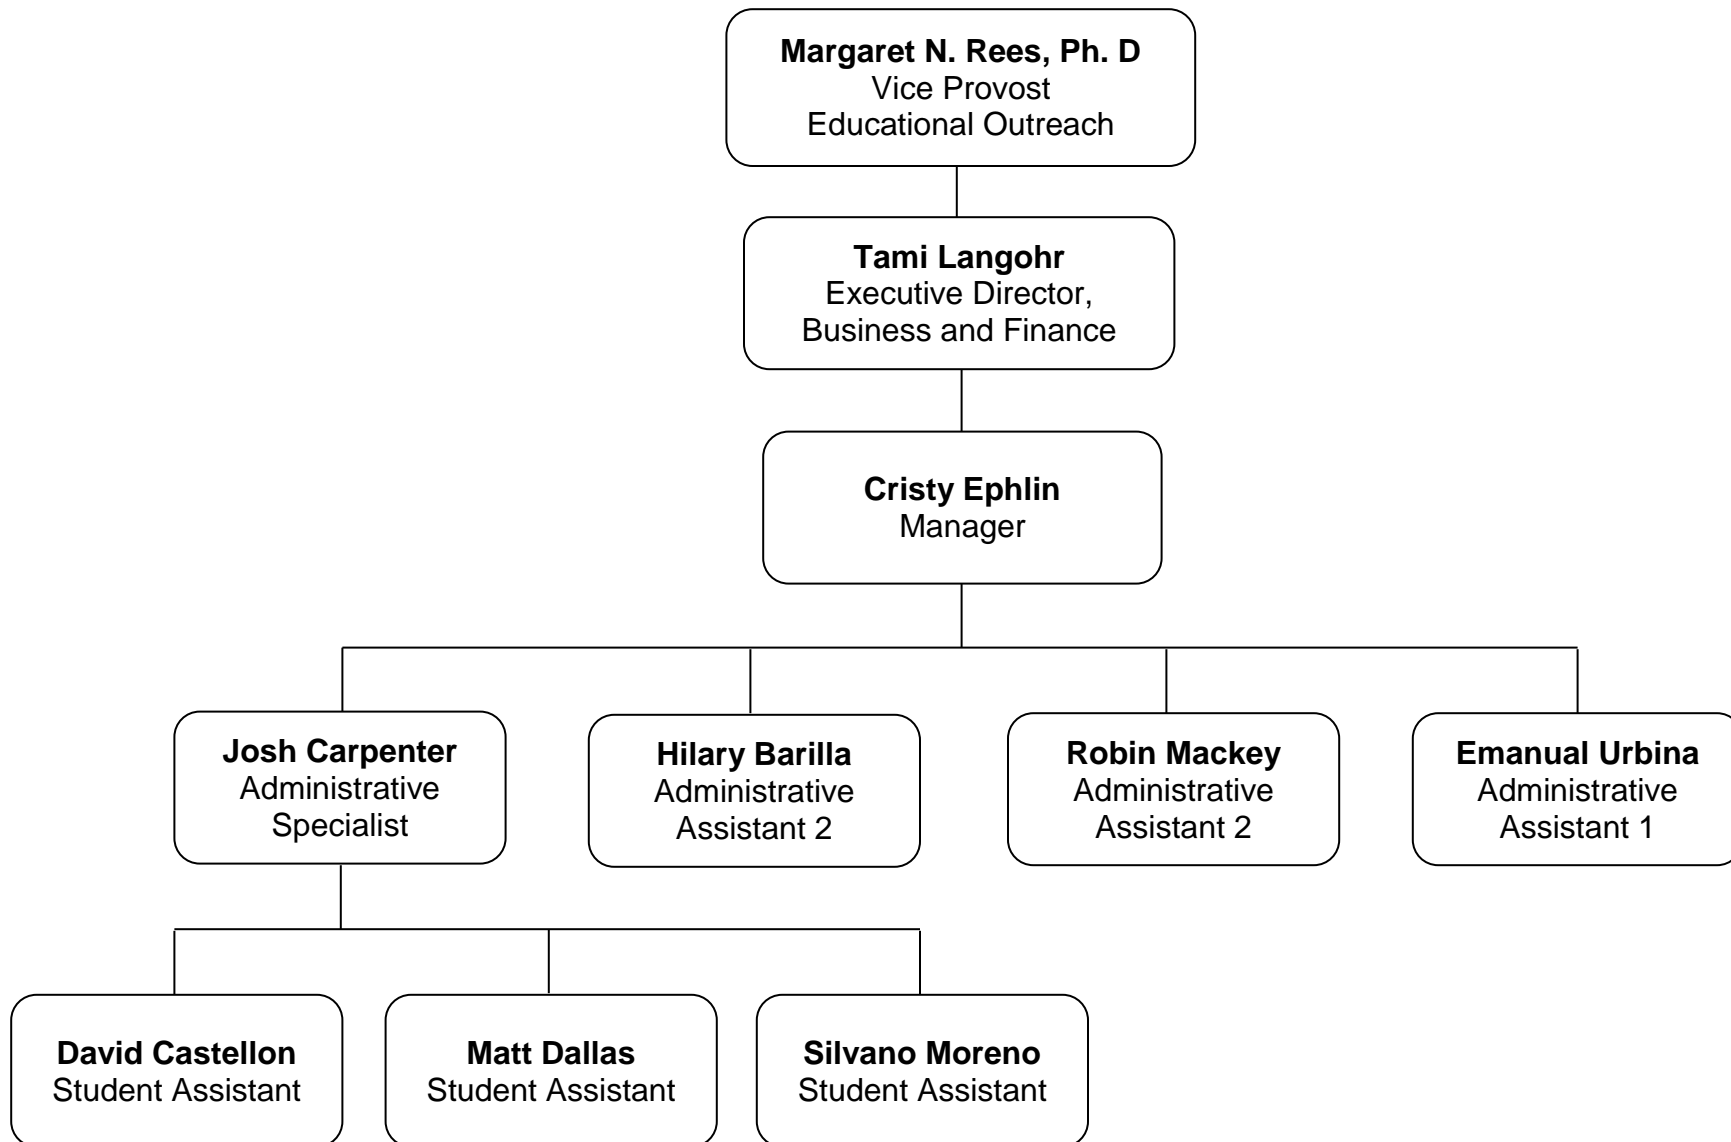 Margaret N. Rees, Ph. D
Vice Provost
Educational Outreach
Tami Langohr
Executive Director,
Business and Finance
Cristy Ephlin
Manager
Josh Carpenter
Administrative
Specialist
Hilary Barilla
Administrative
Assistant 2
Robin Mackey
Administrative
Assistant 2
Emanual Urbina
Administrative
Assistant 1
David Castellon
Student Assistant
Matt Dallas
Student Assistant
Silvano Moreno
Student Assistant